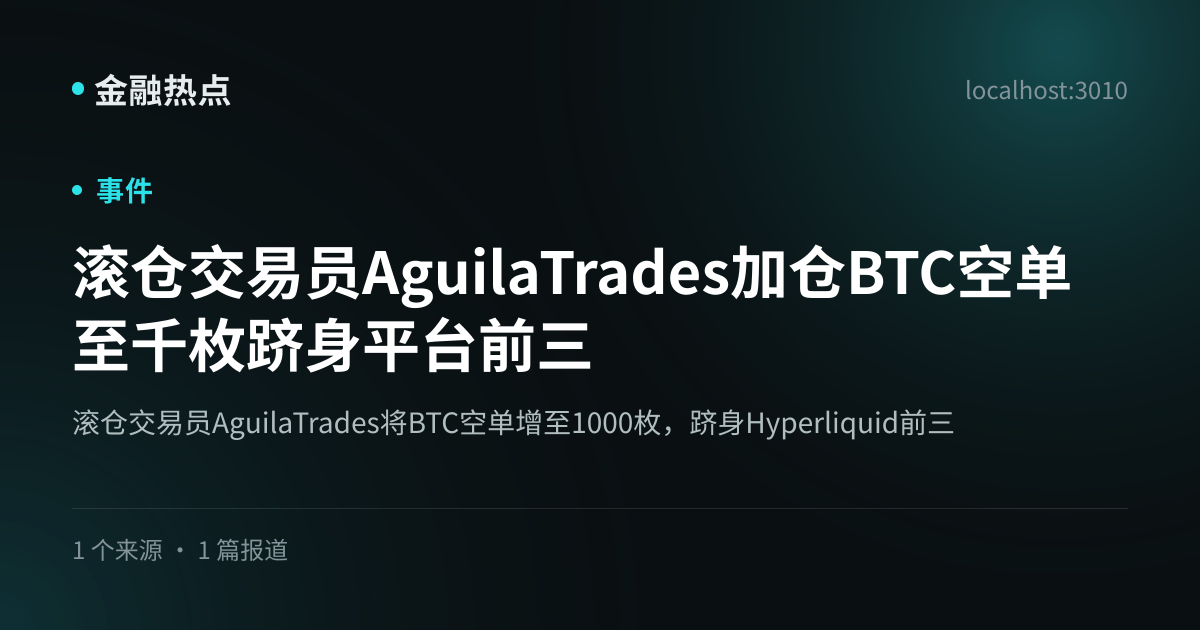 金融热点
localhost:3010
事件
滚仓交易员AguilaTrades加仓BTC空单
至千枚跻身平台前三
滚仓交易员AguilaTrades将BTC空单增至1000枚，跻身Hyperliquid前三
1 个来源 · 1 篇报道